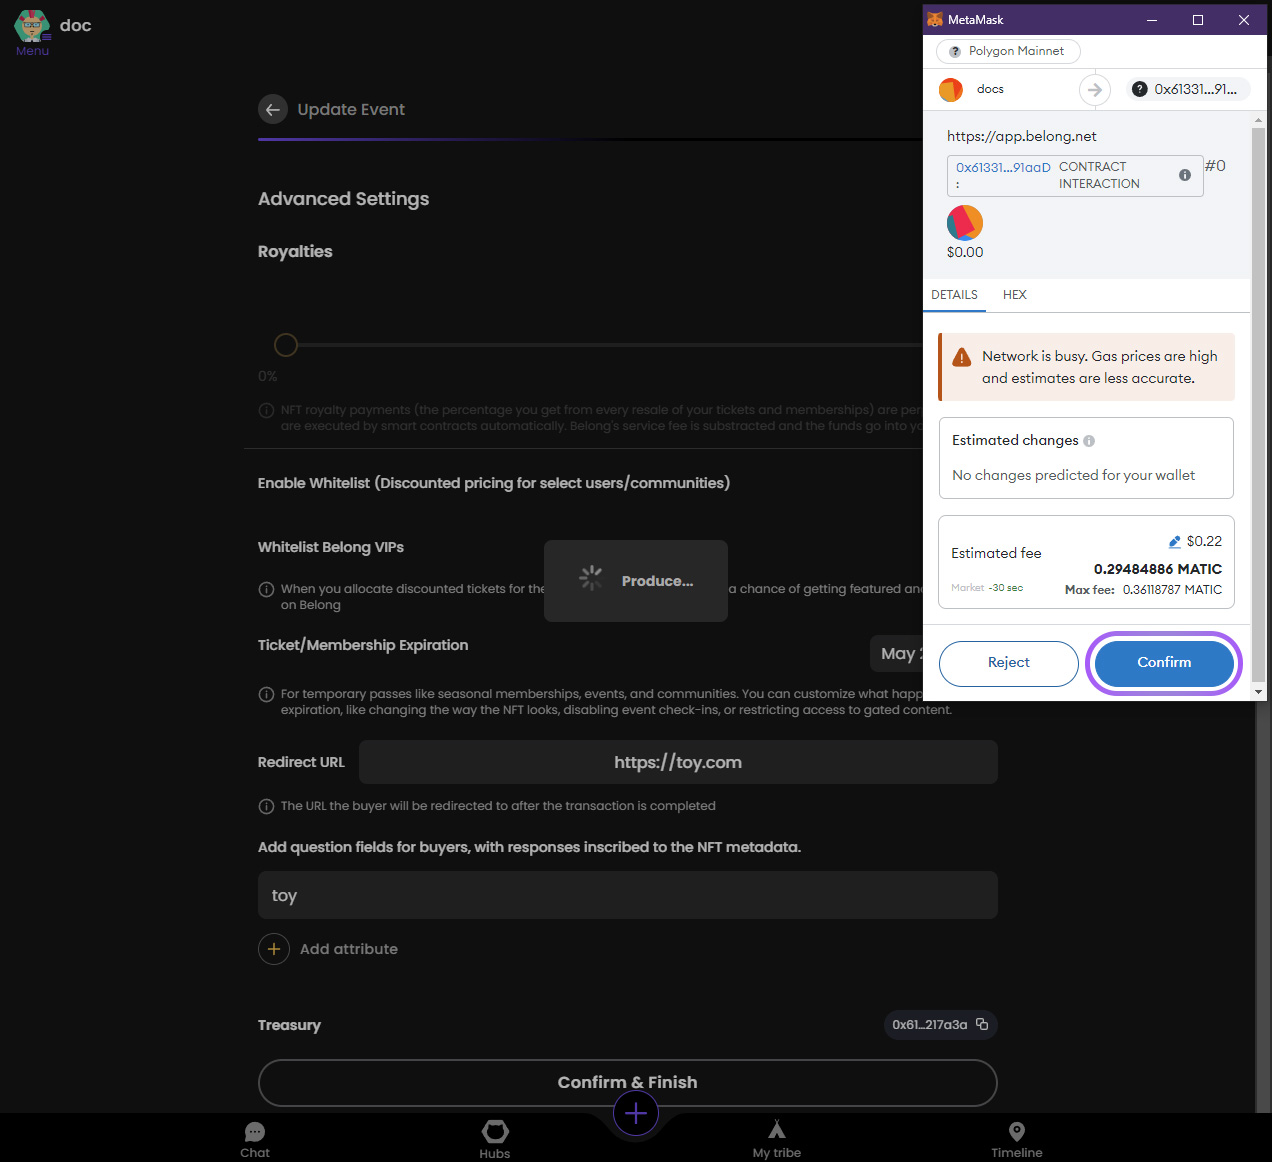 doc
Menu
Update Event
Advanced Settings
Royalties
0%
NFT royalty payments (the percentage you get from every resale of your tickets and memberships) are
are executed by smart contracts automatically. Belong's service fee is substracted and the funds go into
Enable Whitelist (Discounted pricing for select users/communities)
Whitelist Belong VIPs
When you allocate discounted tickets for the
a chance of getting featured
on Belong
Produce...
Ticket/Membership Expiration
May
For temporary passes like seasonal memberships, events, and communities. You can customize what
expiration, like changing the way the NFT looks, disabling event check-ins, or restricting access to gated content.
Redirect URL
https://toy.com
The URL the buyer will be redirected to after the transaction is completed
Add question fields for buyers, with responses inscribed to the NFT metadata.
toy
Add attribute
Treasury
0x61...217a3a
Confirm & Finish
Chat
Hubs
My tribe
Timeline
MetaMask
Polygon Mainnet
docs
0x61331...91...
https://app.belong.net
0x61331...91aaD
:
CONTRACT
INTERACTION
#0
$0.00
DETAILS
HEX
Network is busy. Gas prices are high
and estimates are less accurate.
Estimated changes
No changes predicted for your wallet
Estimated fee
$0.22
0.29484886 MATIC
Market ~30 sec
Max fee: 0.36118787 MATIC
Reject
Confirm